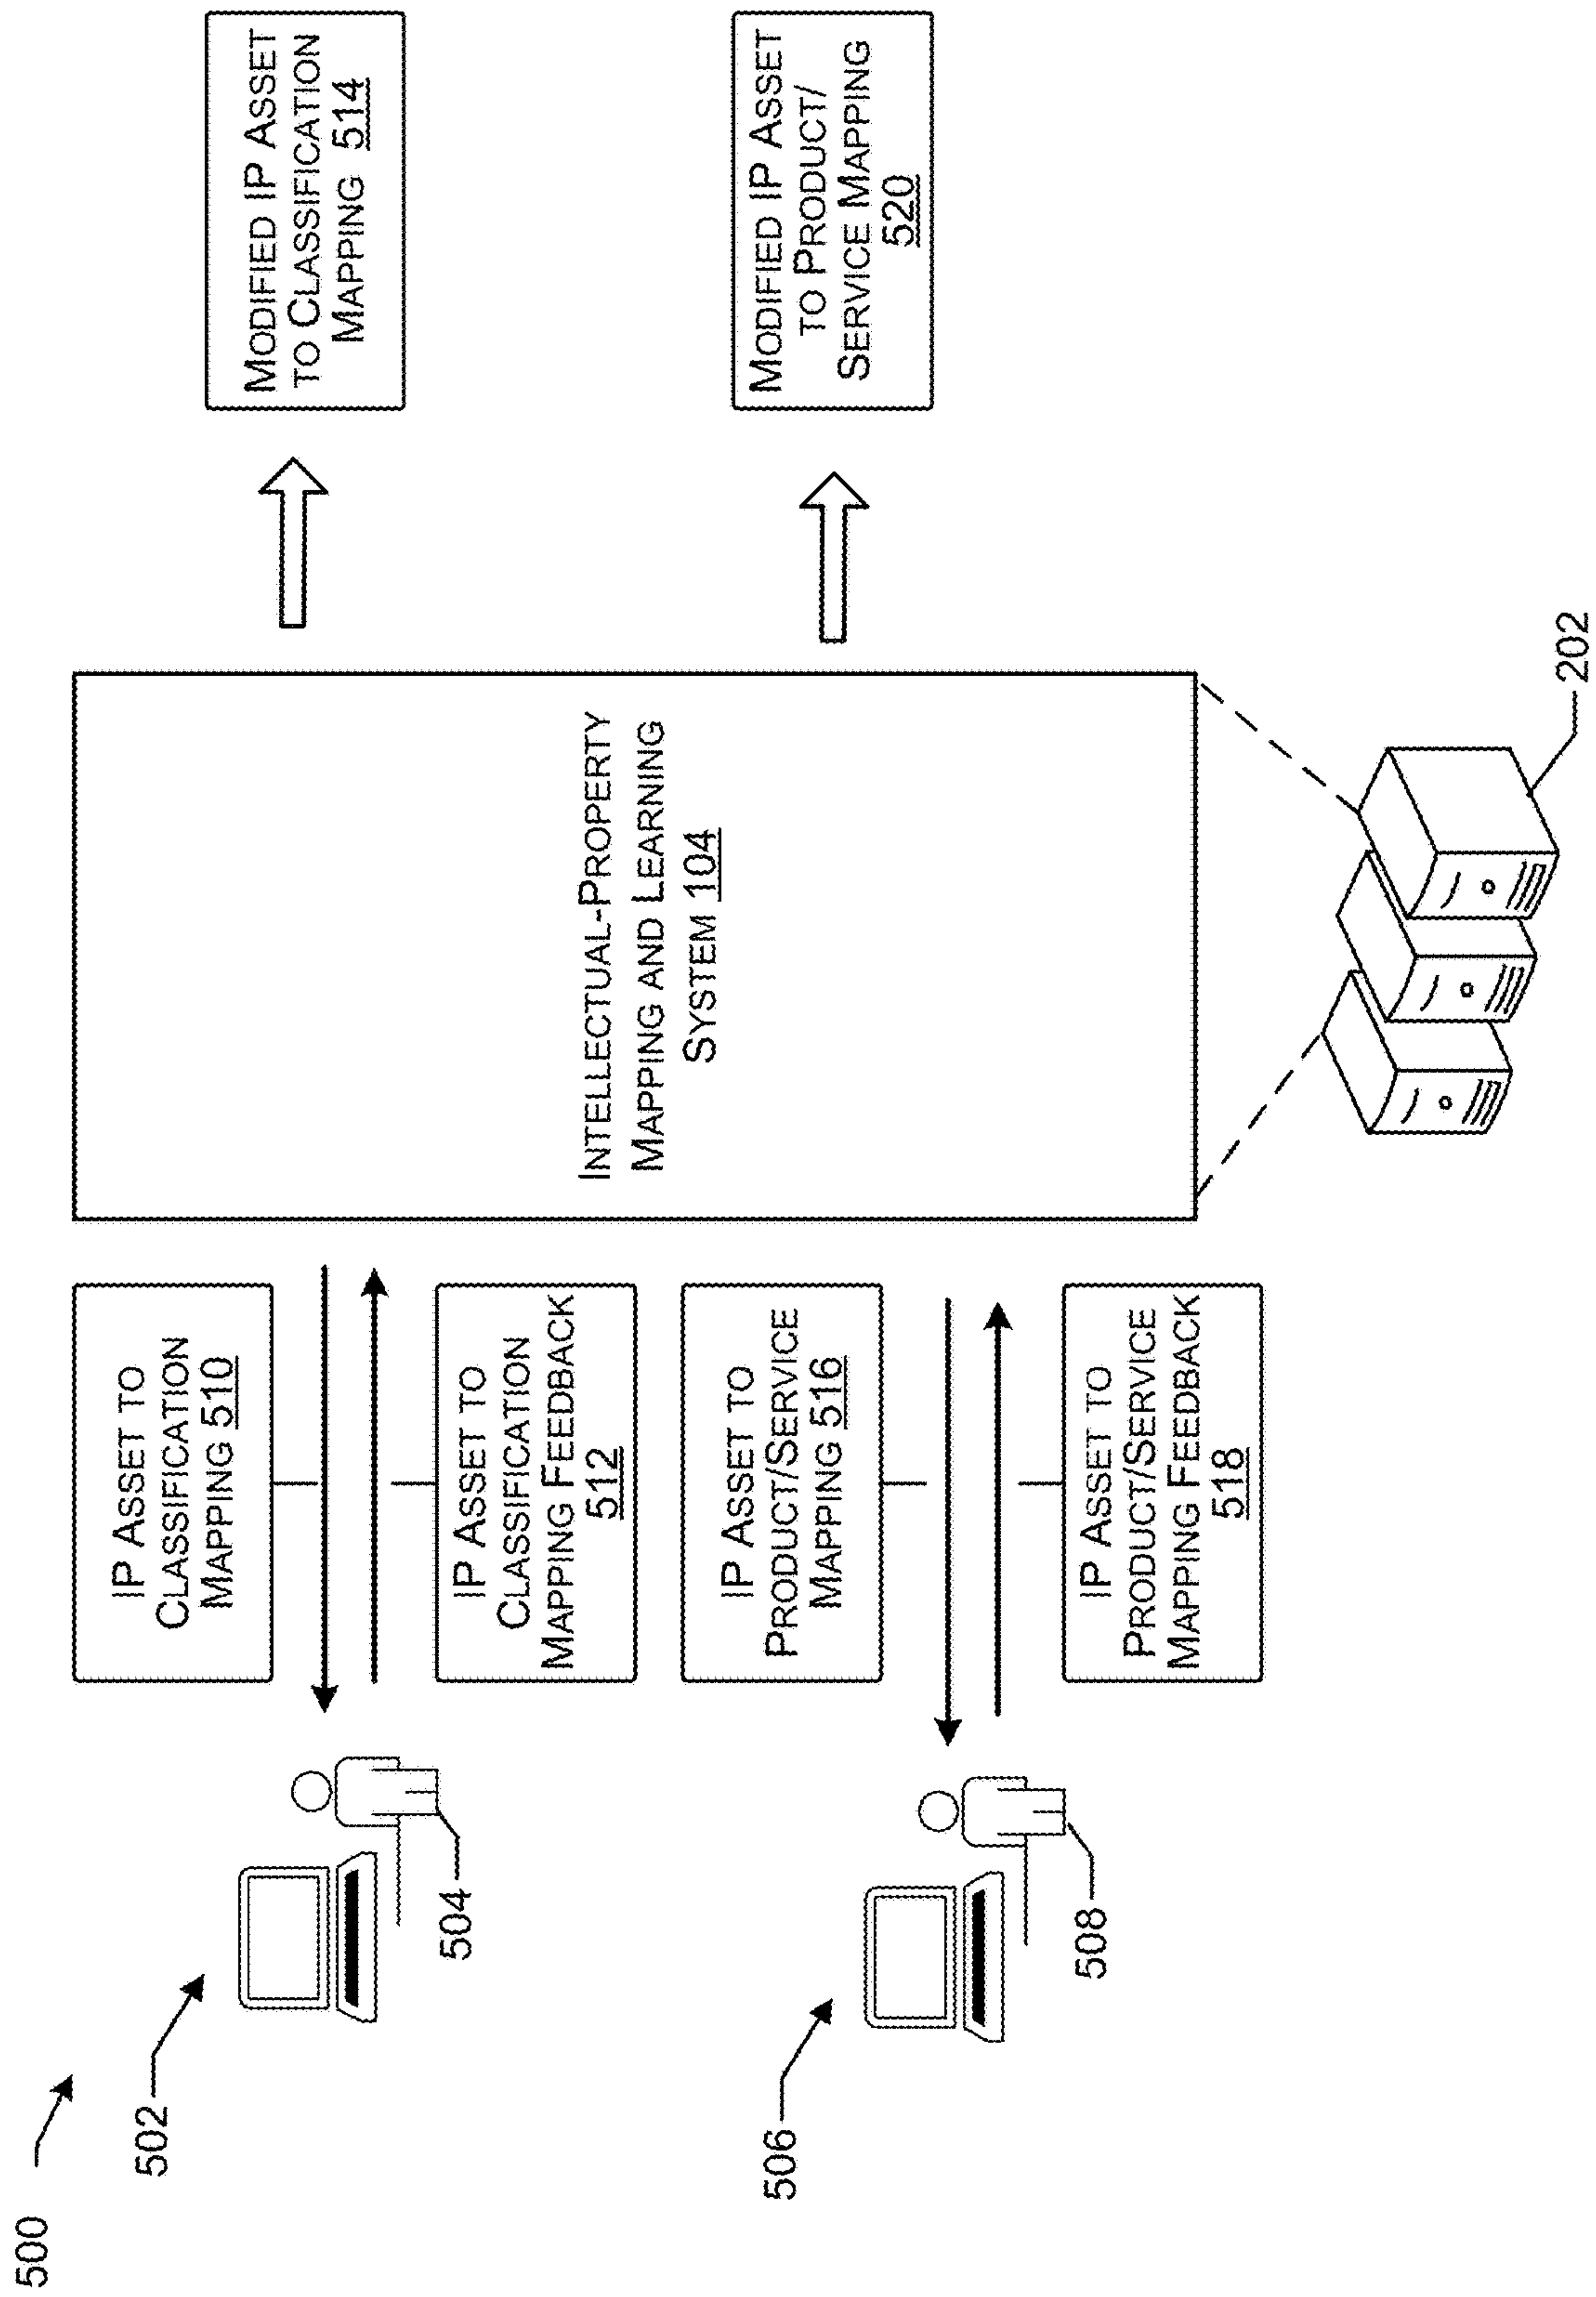 500
502
504
506
508
IP ASSET TO
CLASSIFICATION
MAPPING 510
IP ASSET TO
CLASSIFICATION
MAPPING FEEDBACK
512
IP ASSET TO
PRODUCT/SERVICE
MAPPING 516
IP ASSET TO
PRODUCT/SERVICE
MAPPING FEEDBACK
518
INTELLECTUAL-PROPERTY
MAPPING AND LEARNING
SYSTEM 104
202
MODIFIED IP ASSET
TO CLASSIFICATION
MAPPING 514
MODIFIED IP ASSET
TO PRODUCT/
SERVICE MAPPING
520